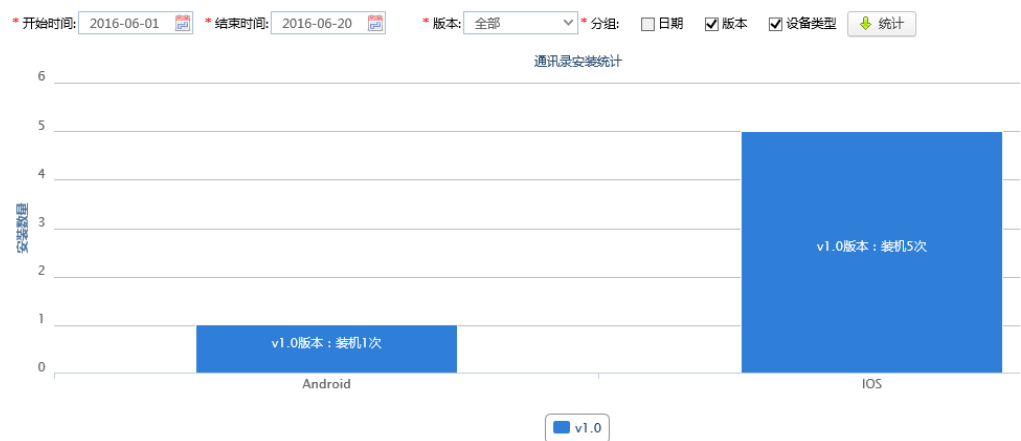 * 开始时间: 2016-06-01 * 结束时间: 2016-06-20 * 版本: 全部 * 分组: 日期 版本 设备类型 统计
通讯录安装统计
6
5
4
3
2
1
0
安装数量
v1.0版本：装机1次
v1.0版本：装机5次
Android IOS
v1.0